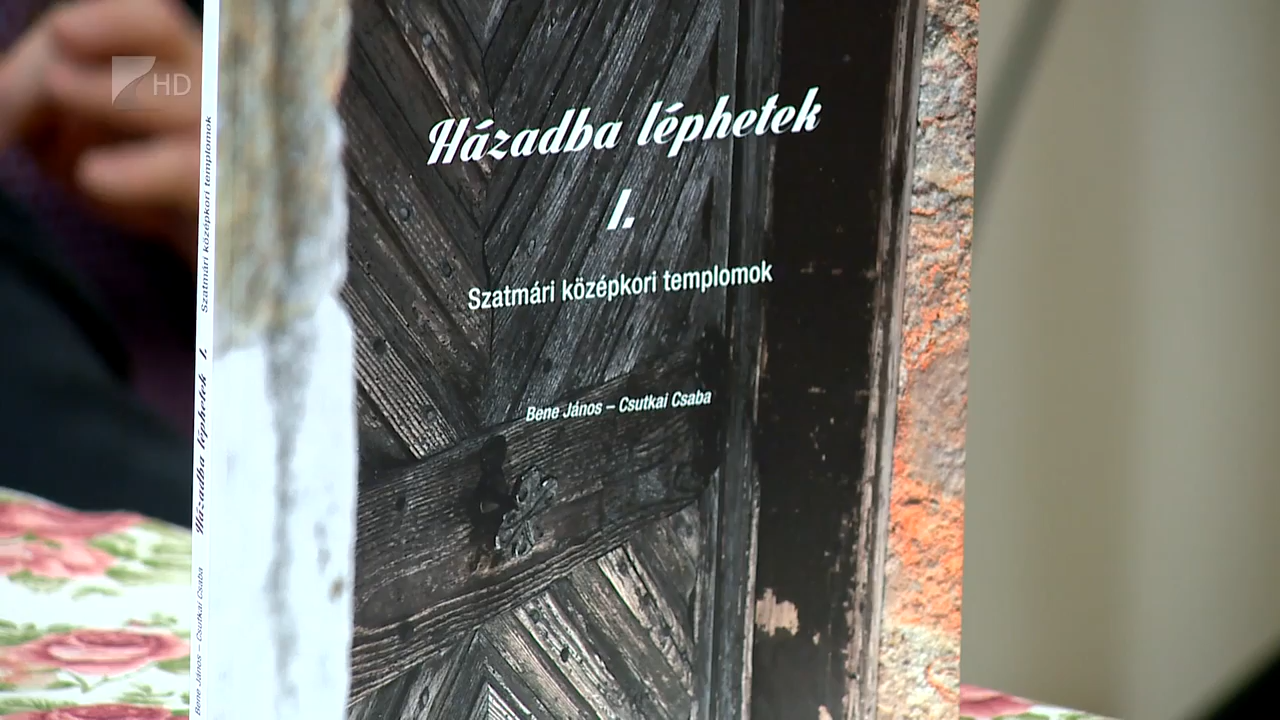 HD
Házadba léphetek
I.
Szatmári középkori templomok
Bene János – Csutkai Csaba
Bene János – Csutkai Csaba Házadba léphetek I. Szatmári középkori templomok